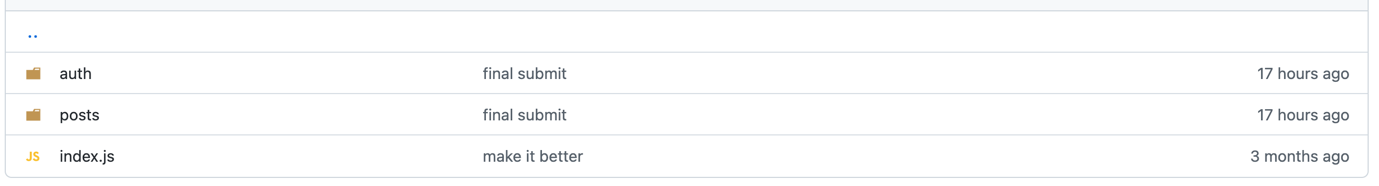 ..
auth final submit 17 hours ago
posts final submit 17 hours ago
JS index.js make it better 3 months ago